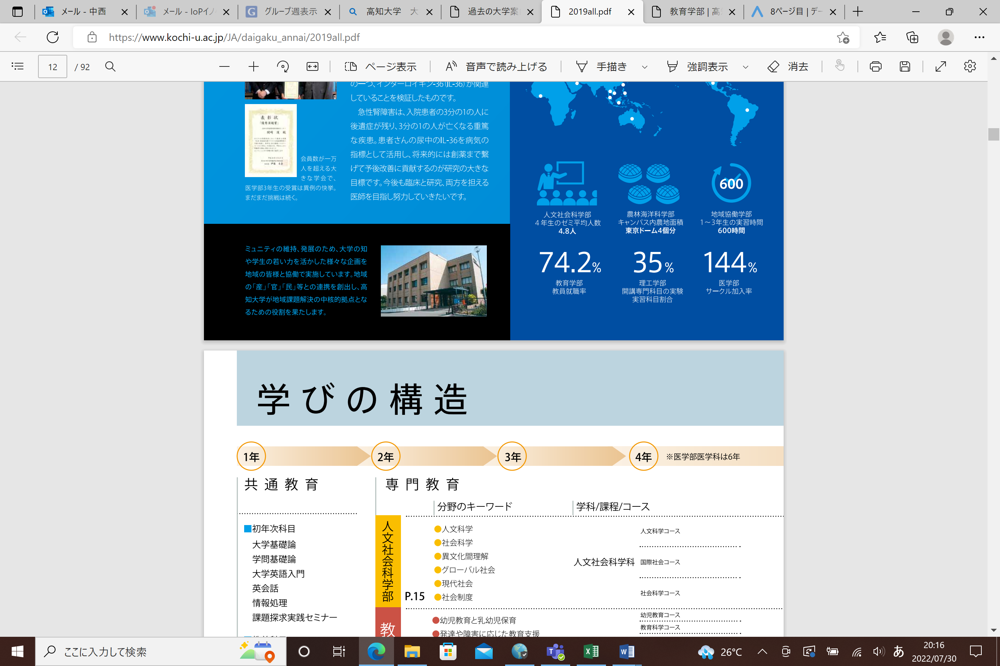 メール - 中西
メール - IoPイノ
グループ週表示
高知大学 大
過去の大学案
2019all.pdf
教育学部 | 高
8ページ目 | デー
https://www.kochi-u.ac.jp/JA/daigaku_annai/2019all.pdf
12
/ 92
ページ表示
音声で読み上げる
手描き
強調表示
消去
表彰状
「優秀演題賞」
会員数が一万
人を超える大
きな学会で、
医学部3年生の受賞は異例の快挙。
まだまだ挑戦は続く。
の一つ、インターロイキン-36(IL-36)が関連
していることを検証したものです。
急性腎障害は、入院患者の3分の1の人に
後遺症が残り、3分の1の人が亡くなる重篤
な疾患。患者さんの尿中のIL-36を病気の
指標として活用し、将来的には創薬まで繋
げて予後改善に貢献するのが研究の大きな
目標です。今後も臨床と研究、両方を担える
医師を目指し努力していきたいです。
ミュニティの維持、発展のため、大学の知
や学生の若い力を活かした様々な企画を
地域の皆様と協働で実施しています。地域
の「産」「官」「民」等との連携を創出し、高
知大学が地域課題解決の中核的拠点とな
るための役割を果たします。
人文社会科学部
4年生のゼミ平均人数
4.8人
農林海洋科学部
キャンパス内農地面積
東京ドーム4個分
600
地域協働学部
1〜3年生の実習時間
600時間
74.2%
教育学部
教員就職率
35%
理工学部
開講専門科目の実験
実習科目割合
144%
医学部
サークル加入率
学びの構造
1年
2年
3年
4年
※医学部医学科は6年
共通教育
■初年次科目
大学基礎論
学問基礎論
大学英語入門
英会話
情報処理
課題探求実践セミナー
専門教育
分野のキーワード
学科/課程/コース
人文社会科学部
P.15
●人文科学
●社会科学
●異文化間理解
●グローバル社会
●現代社会
●社会制度
人文社会科学科
人文科学コース
国際社会コース
社会科学コース
教
●幼児教育と乳幼児保育
●発達や障害に応じた教育支援
幼児教育コース
教育科学コース
ここに入力して検索
26°C
あ
20:16
2022/07/30